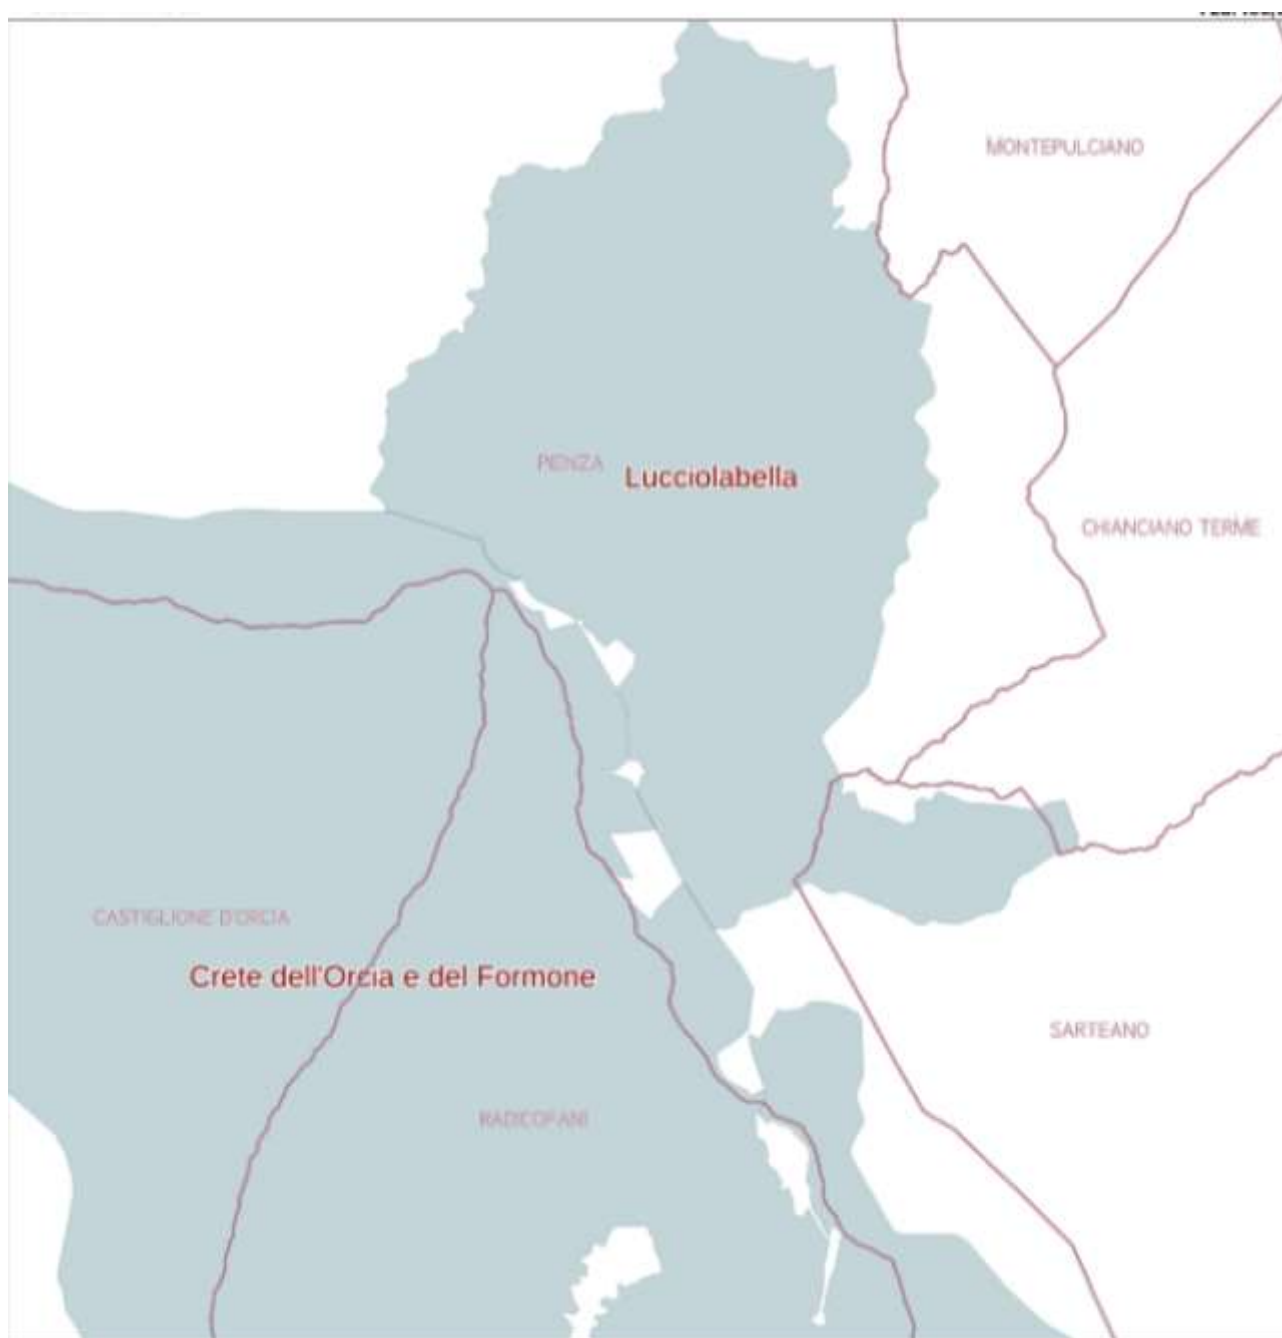 MONTEPULCIANO
PIENZA
Lucciolabella
CHIANCIANO TERME
CASTIGLIONE D'ORCIA
Crete dell'Orcia e del Formone
SARTEANO
RADICOFANI